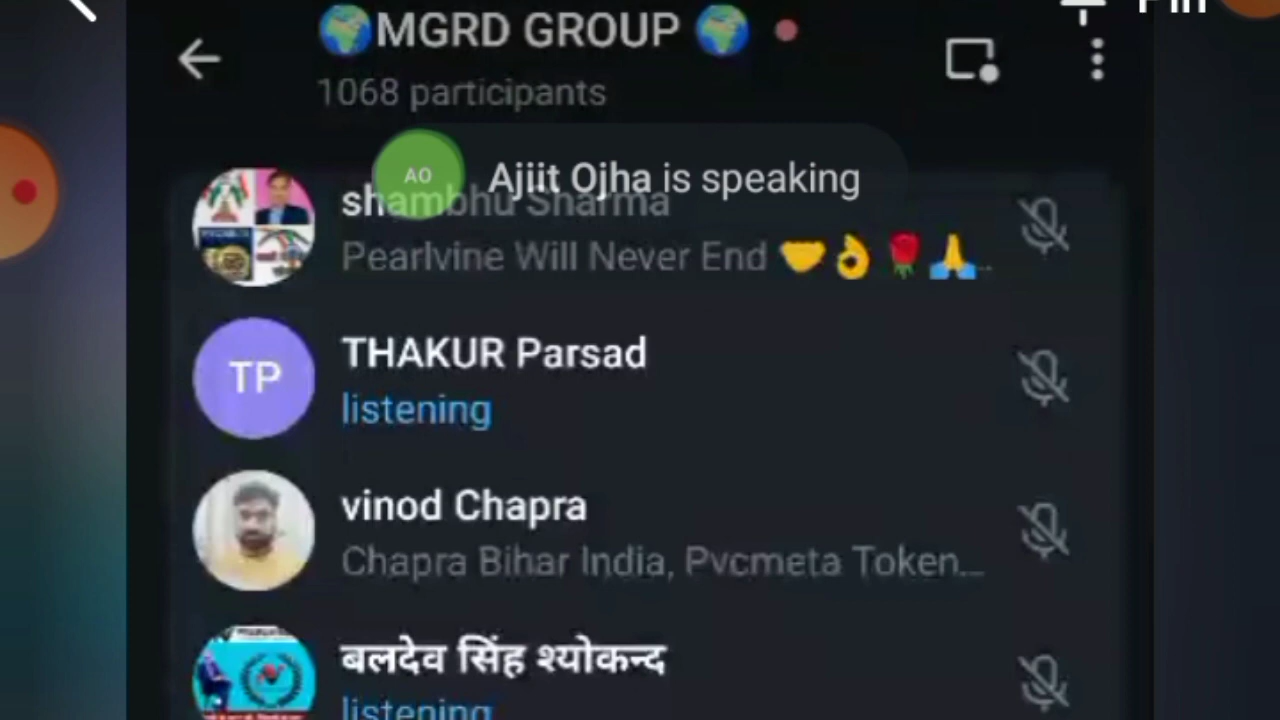 Pin
🌍MGRD GROUP 🌍
1068 participants
AO
Ajiit Ojha is speaking
shambhu Sharma
Pearlvine Will Never End 🤝👌🌹🙏...
TP
THAKUR Parsad
listening
vinod Chapra
Chapra Bihar India, Pvcmeta Token...
बलदेव सिंह श्योकन्द
listening